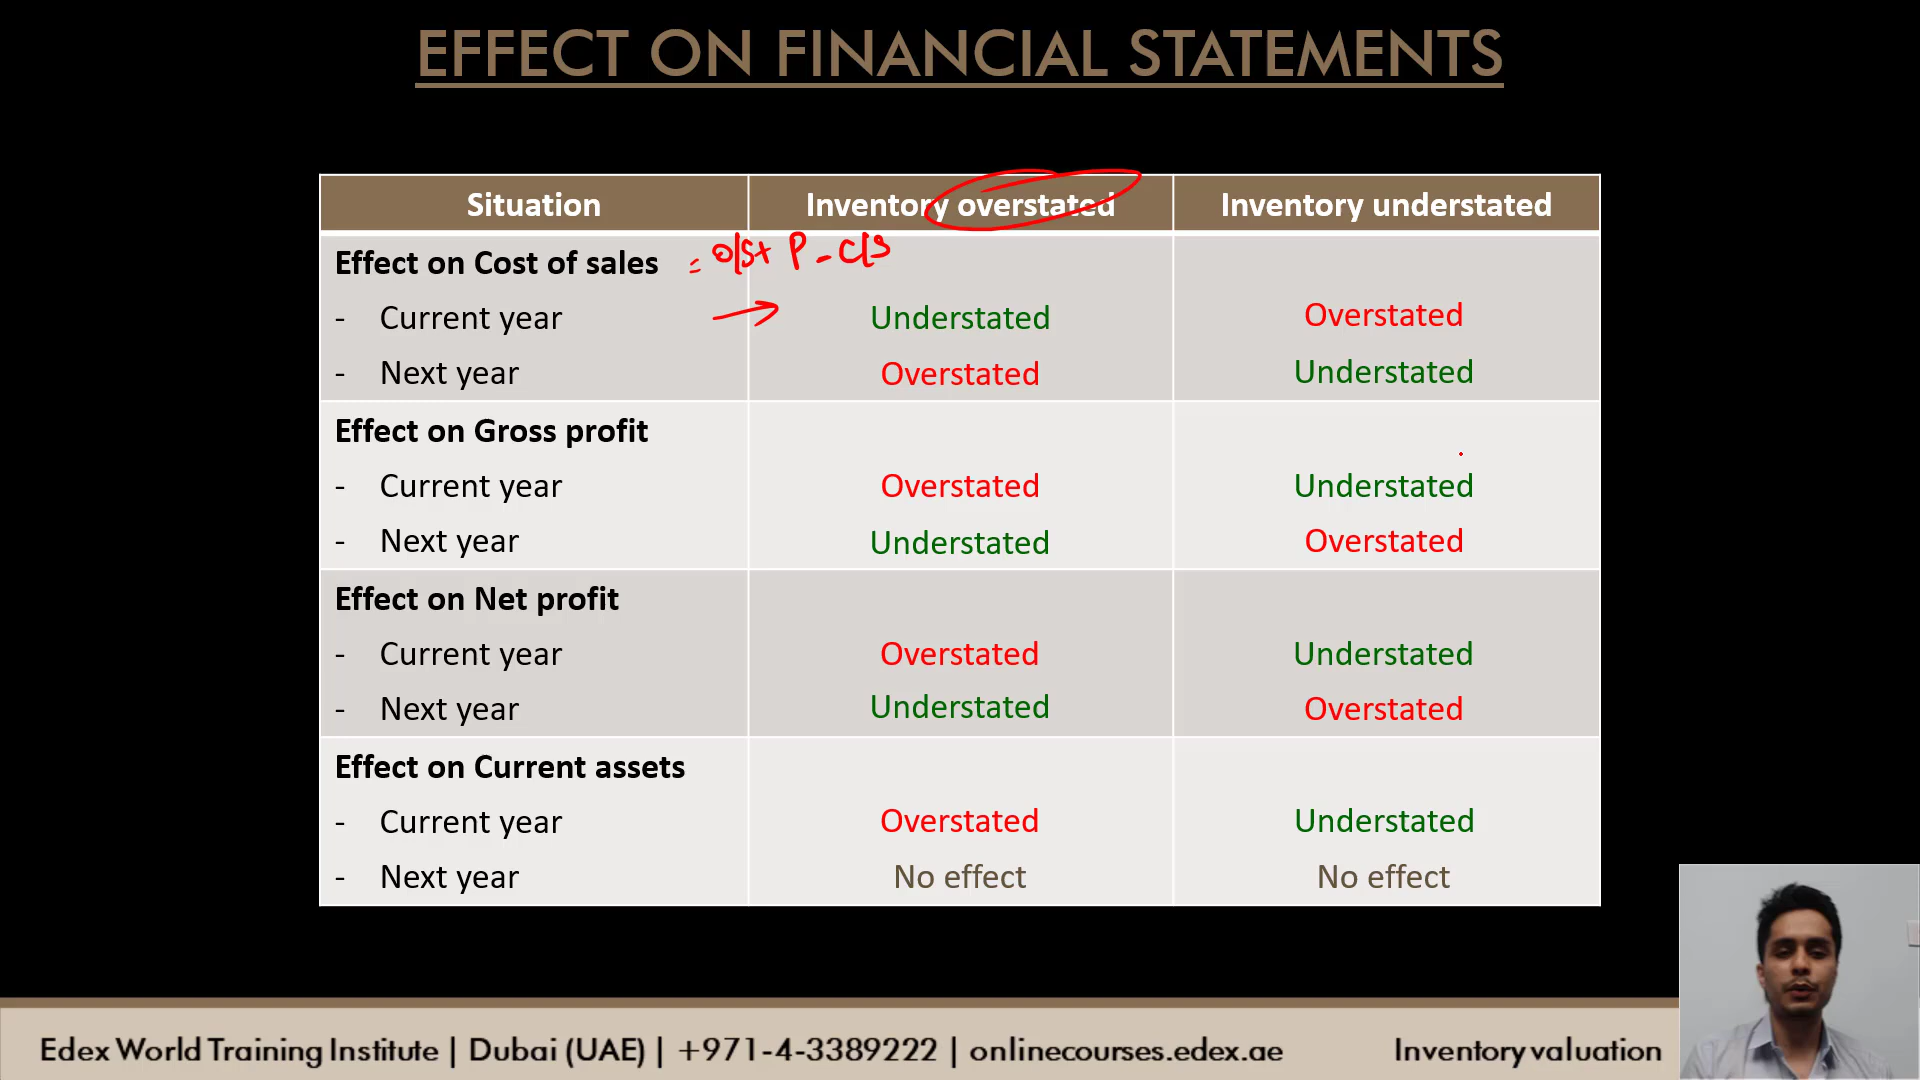 EFFECT ON FINANCIAL STATEMENTS
Situation Inventory overstated Inventory understated
Effect on Cost of sales = O/S + P - C/S
- Current year Understated Overstated
- Next year Overstated Understated
Effect on Gross profit
- Current year Overstated Understated
- Next year Understated Overstated
Effect on Net profit
- Current year Overstated Understated
- Next year Understated Overstated
Effect on Current assets
- Current year Overstated Understated
- Next year No effect No effect
Edex World Training Institute | Dubai (UAE) | +971-4-3389222 | onlinecourses.edex.ae Inventory valuation